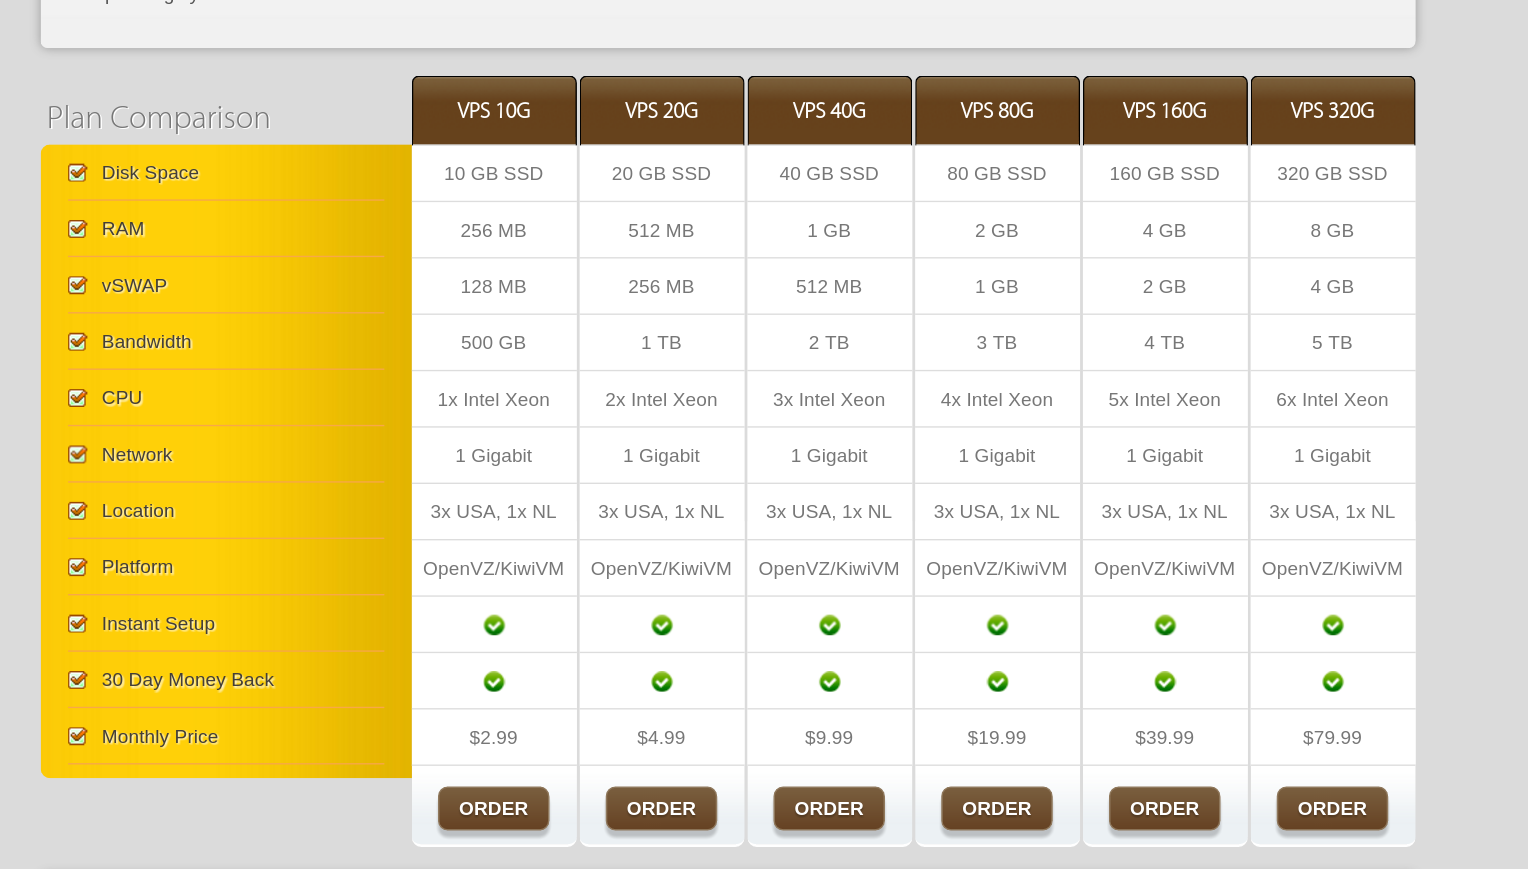 Plan Comparison VPS 10G VPS 20G VPS 40G VPS 80G VPS 160G VPS 320G
Disk Space 10 GB SSD 20 GB SSD 40 GB SSD 80 GB SSD 160 GB SSD 320 GB SSD
RAM 256 MB 512 MB 1 GB 2 GB 4 GB 8 GB
vSWAP 128 MB 256 MB 512 MB 1 GB 2 GB 4 GB
Bandwidth 500 GB 1 TB 2 TB 3 TB 4 TB 5 TB
CPU 1x Intel Xeon 2x Intel Xeon 3x Intel Xeon 4x Intel Xeon 5x Intel Xeon 6x Intel Xeon
Network 1 Gigabit 1 Gigabit 1 Gigabit 1 Gigabit 1 Gigabit 1 Gigabit
Location 3x USA, 1x NL 3x USA, 1x NL 3x USA, 1x NL 3x USA, 1x NL 3x USA, 1x NL 3x USA, 1x NL
Platform OpenVZ/KiwiVM OpenVZ/KiwiVM OpenVZ/KiwiVM OpenVZ/KiwiVM OpenVZ/KiwiVM OpenVZ/KiwiVM
Instant Setup
30 Day Money Back
Monthly Price $2.99 $4.99 $9.99 $19.99 $39.99 $79.99
ORDER ORDER ORDER ORDER ORDER ORDER